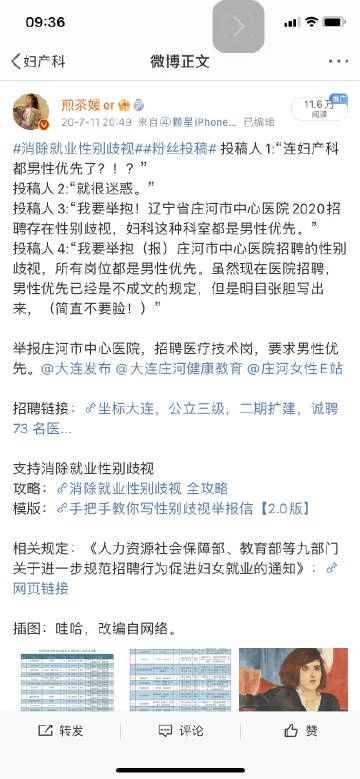 09:36
妇产科
微博正文
煎茶媛er
11.6万
阅读
推广
20-7-11 20:49 来自④颗星iPhone... 已编辑
#消除就业性别歧视##粉丝投稿# 投稿人1:“连妇产科
都男性优先了？！？”
投稿人2:“就很迷惑。”
投稿人3:“我要举抱！辽宁省庄河市中心医院2020招
聘存在性别歧视，妇科这种科室都是男性优先。”
投稿人4:“我要举抱（报）庄河市中心医院招聘的性别
歧视，所有岗位都是男性优先。虽然现在医院招聘，
男性优先已经是不成文的规定，但是明目张胆写出
来，（简直不要脸！）”
举报庄河市中心医院，招聘医疗技术岗，要求男性优
先。@大连发布 @大连庄河健康教育 @庄河女性E站
招聘链接：坐标大连，公立三级，二期扩建，诚聘
73 名医...
支持消除就业性别歧视
攻略：消除就业性别歧视 全攻略
模版：手把手教你写性别歧视举报信【2.0版】
相关规定：《人力资源社会保障部、教育部等九部门
关于进一步规范招聘行为促进妇女就业的通知》：
网页链接
插图：哇哈，改编自网络。
转发
评论
赞